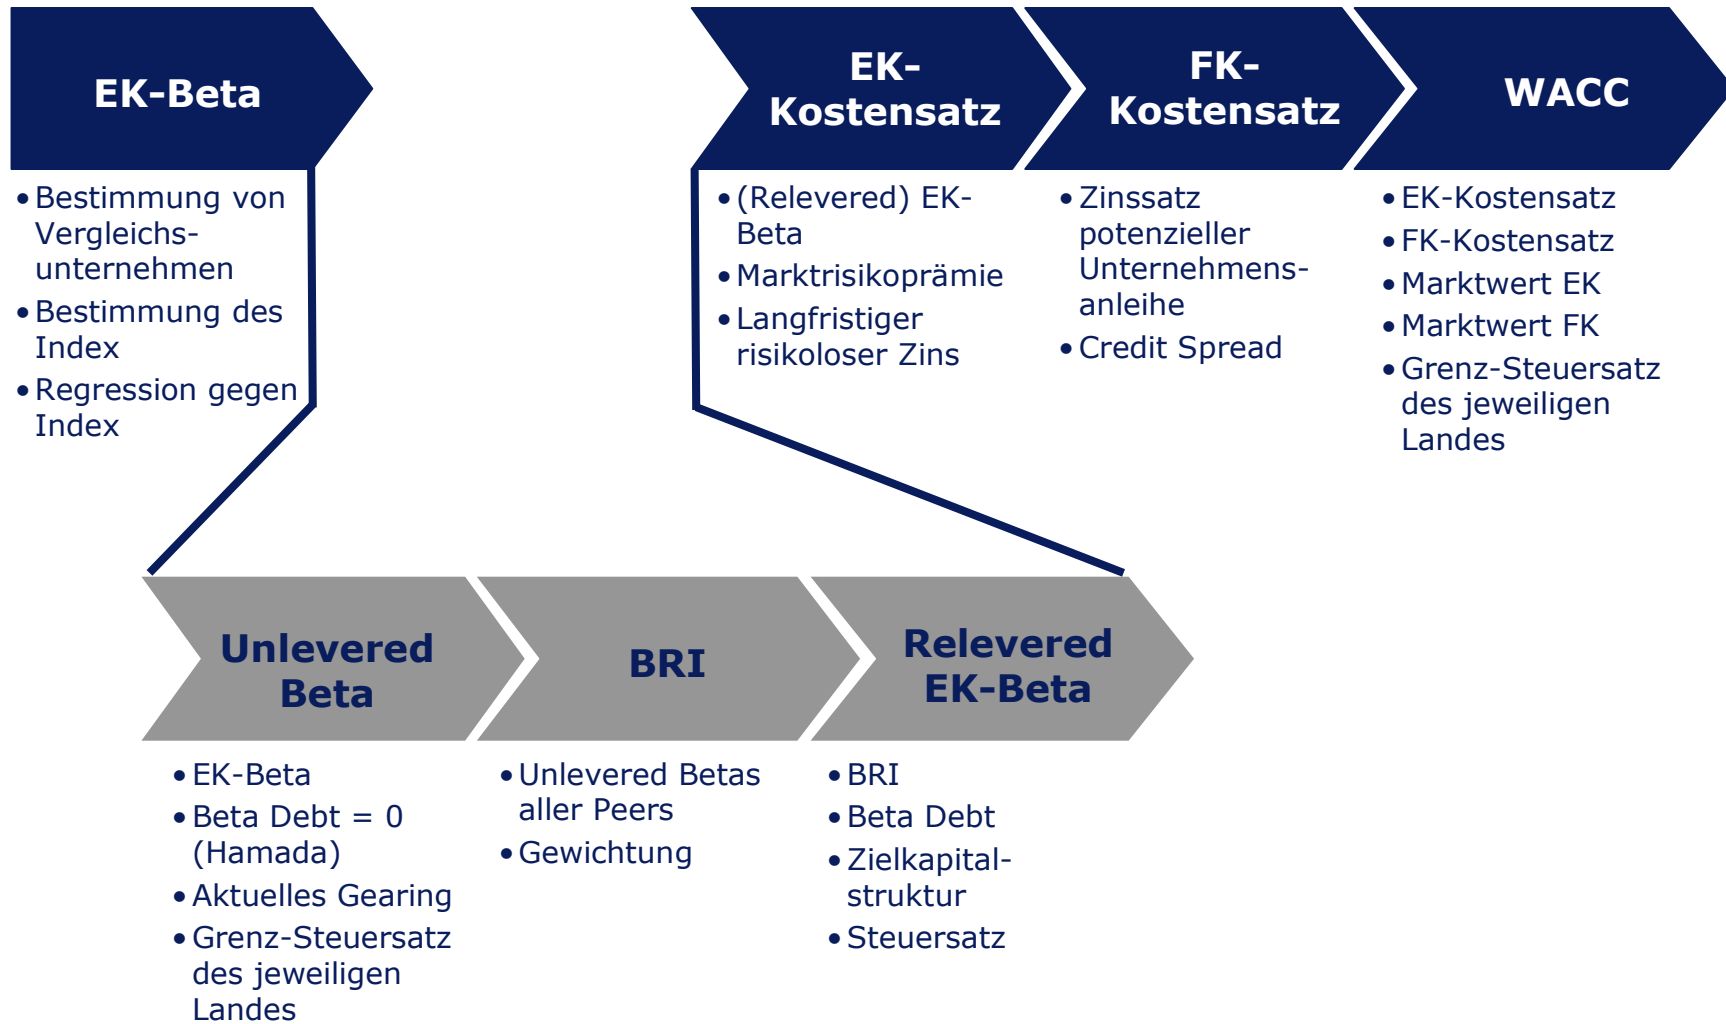 EK-Beta
• Bestimmung von
Vergleichs-
unternehmen
• Bestimmung des
Index
• Regression gegen
Index
EK-
Kostensatz
• (Relevered) EK-
Beta
• Marktrisikoprämie
• Langfristiger
risikoloser Zins
FK-
Kostensatz
• Zinssatz
potenzieller
Unternehmens-
anleihe
• Credit Spread
WACC
• EK-Kostensatz
• FK-Kostensatz
• Marktwert EK
• Marktwert FK
• Grenz-Steuersatz
des jeweiligen
Landes
Unlevered
Beta
• EK-Beta
• Beta Debt = 0
(Hamada)
• Aktuelles Gearing
• Grenz-Steuersatz
des jeweiligen
Landes
BRI
• Unlevered Betas
aller Peers
• Gewichtung
Relevered
EK-Beta
• BRI
• Beta Debt
• Zielkapital-
struktur
• Steuersatz